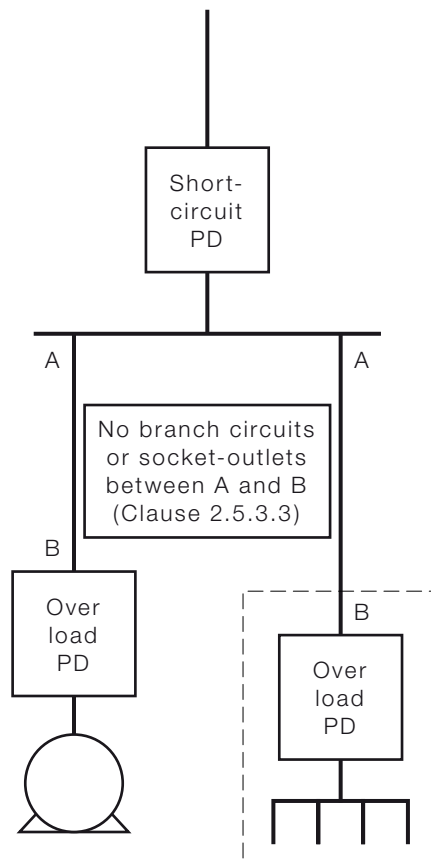 Short-
circuit
PD
A
A
No branch circuits
or socket-outlets
between A and B
(Clause 2.5.3.3)
B
Over
load
PD
B
Over
load
PD